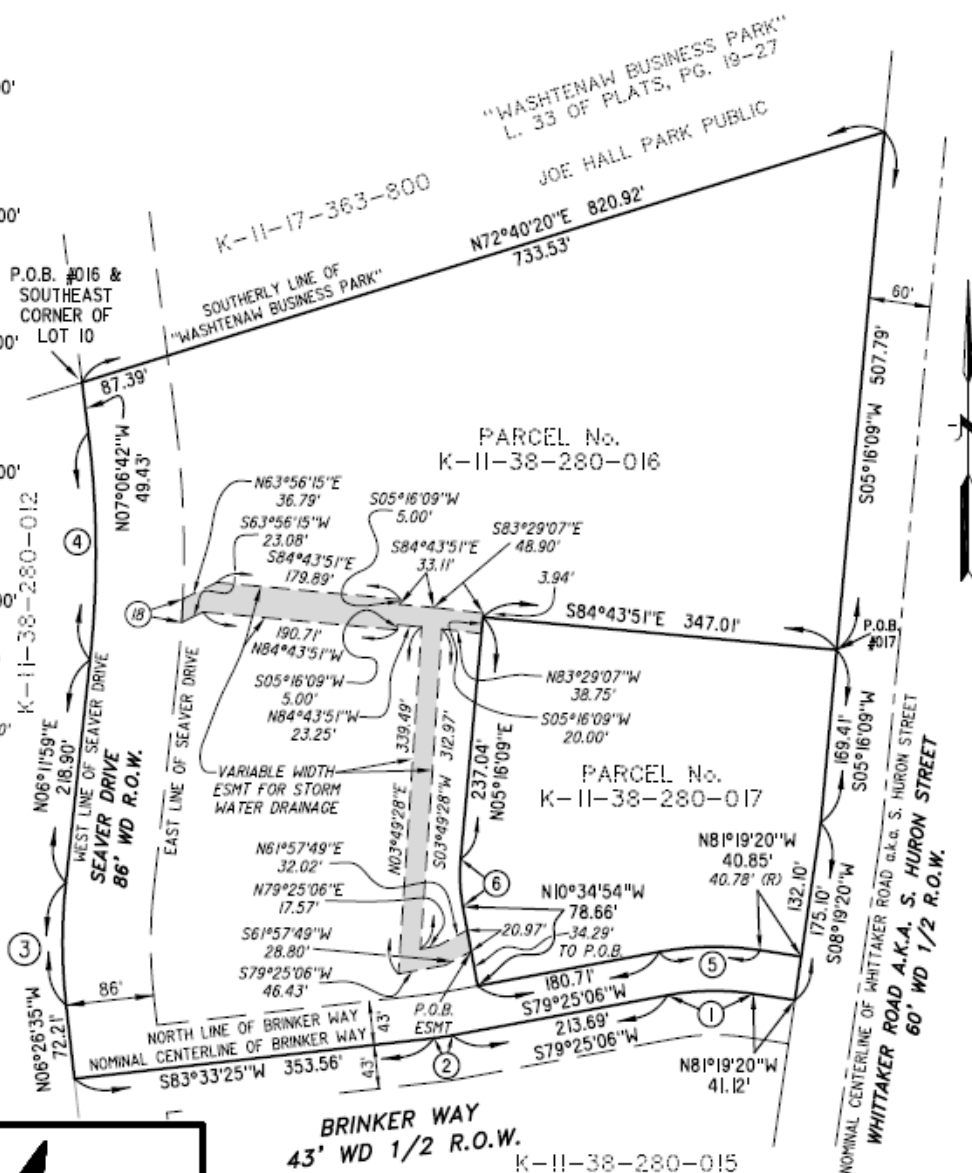 "WASHTENAW BUSINESS PARK"
L. 33 OF PLATS, PG. 19-27
JOE HALL PARK PUBLIC
K-11-17-363-800
N72°40'20"E 820.92'
733.53'
SOUTHERLY LINE OF
"WASHTENAW BUSINESS PARK"
P.O.B. #016 &
SOUTHEAST
CORNER OF
LOT 10
87.39'
60'
N07°06'42"W
49.43'
S05°16'09"W 507.79'
PARCEL No.
K-11-38-280-016
K-11-38-280-012
4
N63°56'15"E
36.79'
S63°56'15"W
23.08'
S84°43'51"E
179.89'
S05°16'09"W
5.00'
S84°43'51"E
33.11'
S83°29'07"E
48.90'
3.94'
S84°43'51"E 347.01'
P.O.B.
#017
18
190.71'
N84°43'51"W
S05°16'09"W
5.00'
N84°43'51"W
23.25'
N83°29'07"W
38.75'
S05°16'09"W
20.00'
N06°11'59"E
218.90'
WEST LINE OF SEAVER DRIVE
SEAVER DRIVE
86' WD R.O.W.
EAST LINE OF SEAVER DRIVE
VARIABLE WIDTH
ESMT FOR STORM
WATER DRAINAGE
339.49'
N03°49'28"E
312.97'
S03°49'28"W
237.04'
N05°16'09"E
PARCEL No.
K-11-38-280-017
169.41'
S05°16'09"W
N61°57'49"E
32.02'
N79°25'06"E
17.57'
S61°57'49"W
28.80'
S79°25'06"W
46.43'
6
N10°34'54"W
78.66'
34.29'
TO P.O.B.
20.97'
N81°19'20"W
40.85'
40.78' (R)
132.10'
175.10'
S08°19'20"W
NOMINAL CENTERLINE OF WHITTAKER ROAD a.k.a. S. HURON STREET
WHITTAKER ROAD A.K.A. S. HURON STREET
60' WD 1/2 R.O.W.
3
86'
N06°26'35"W
72.21'
NORTH LINE OF BRINKER WAY
NOMINAL CENTERLINE OF BRINKER WAY
S83°33'25"W 353.56'
43'
43'
P.O.B.
ESMT
2
180.71'
S79°25'06"W
213.69'
S79°25'06"W
5
1
N81°19'20"W
41.12'
BRINKER WAY
43' WD 1/2 R.O.W.
K-11-38-280-015